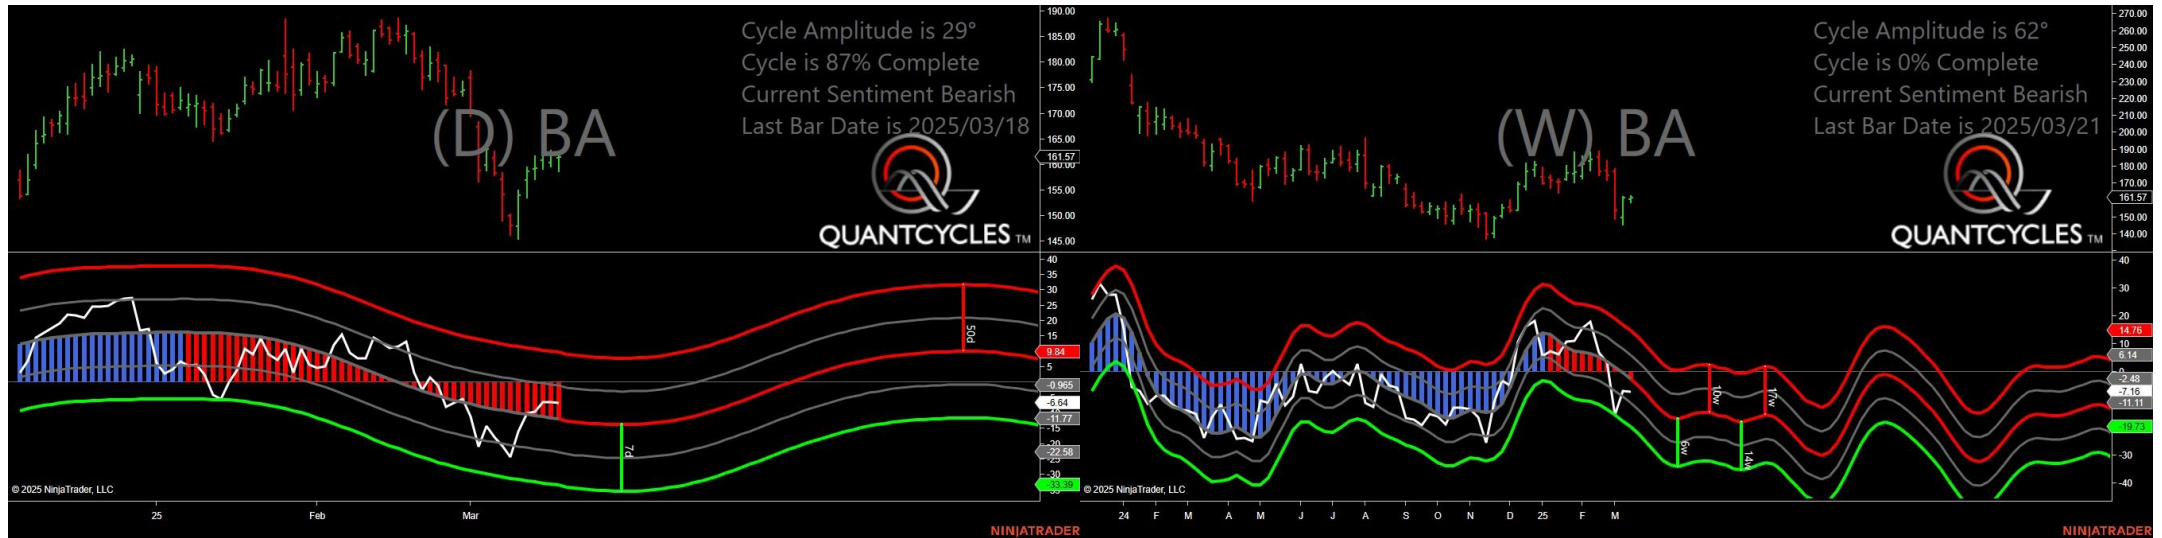 Cycle Amplitude is 29°
Cycle is 87% Complete
Current Sentiment Bearish
Last Bar Date is 2025/03/18
(D) BA
QUANTCYCLES TM
190.00
185.00
180.00
175.00
170.00
165.00
161.57
160.00
155.00
150.00
145.00
40
35
30
25
20
15
9.84
5
-0.965
-6.64
-11.77
-15
-20
-22.58
-25
-30
-33.39
50d
7d
© 2025 NinjaTrader, LLC
25
Feb
Mar
NINJATRADER
Cycle Amplitude is 62°
Cycle is 0% Complete
Current Sentiment Bearish
Last Bar Date is 2025/03/21
(W) BA
QUANTCYCLES TM
270.00
260.00
250.00
240.00
230.00
220.00
210.00
200.00
190.00
180.00
170.00
161.57
150.00
140.00
40
30
20
14.76
10
6.14
-2.48
-7.16
-11.11
-19.73
-30
-40
10w
17w
6w
14w
© 2025 NinjaTrader, LLC
24 F M A M J J A S O N D 25 F M
NINJATRADER